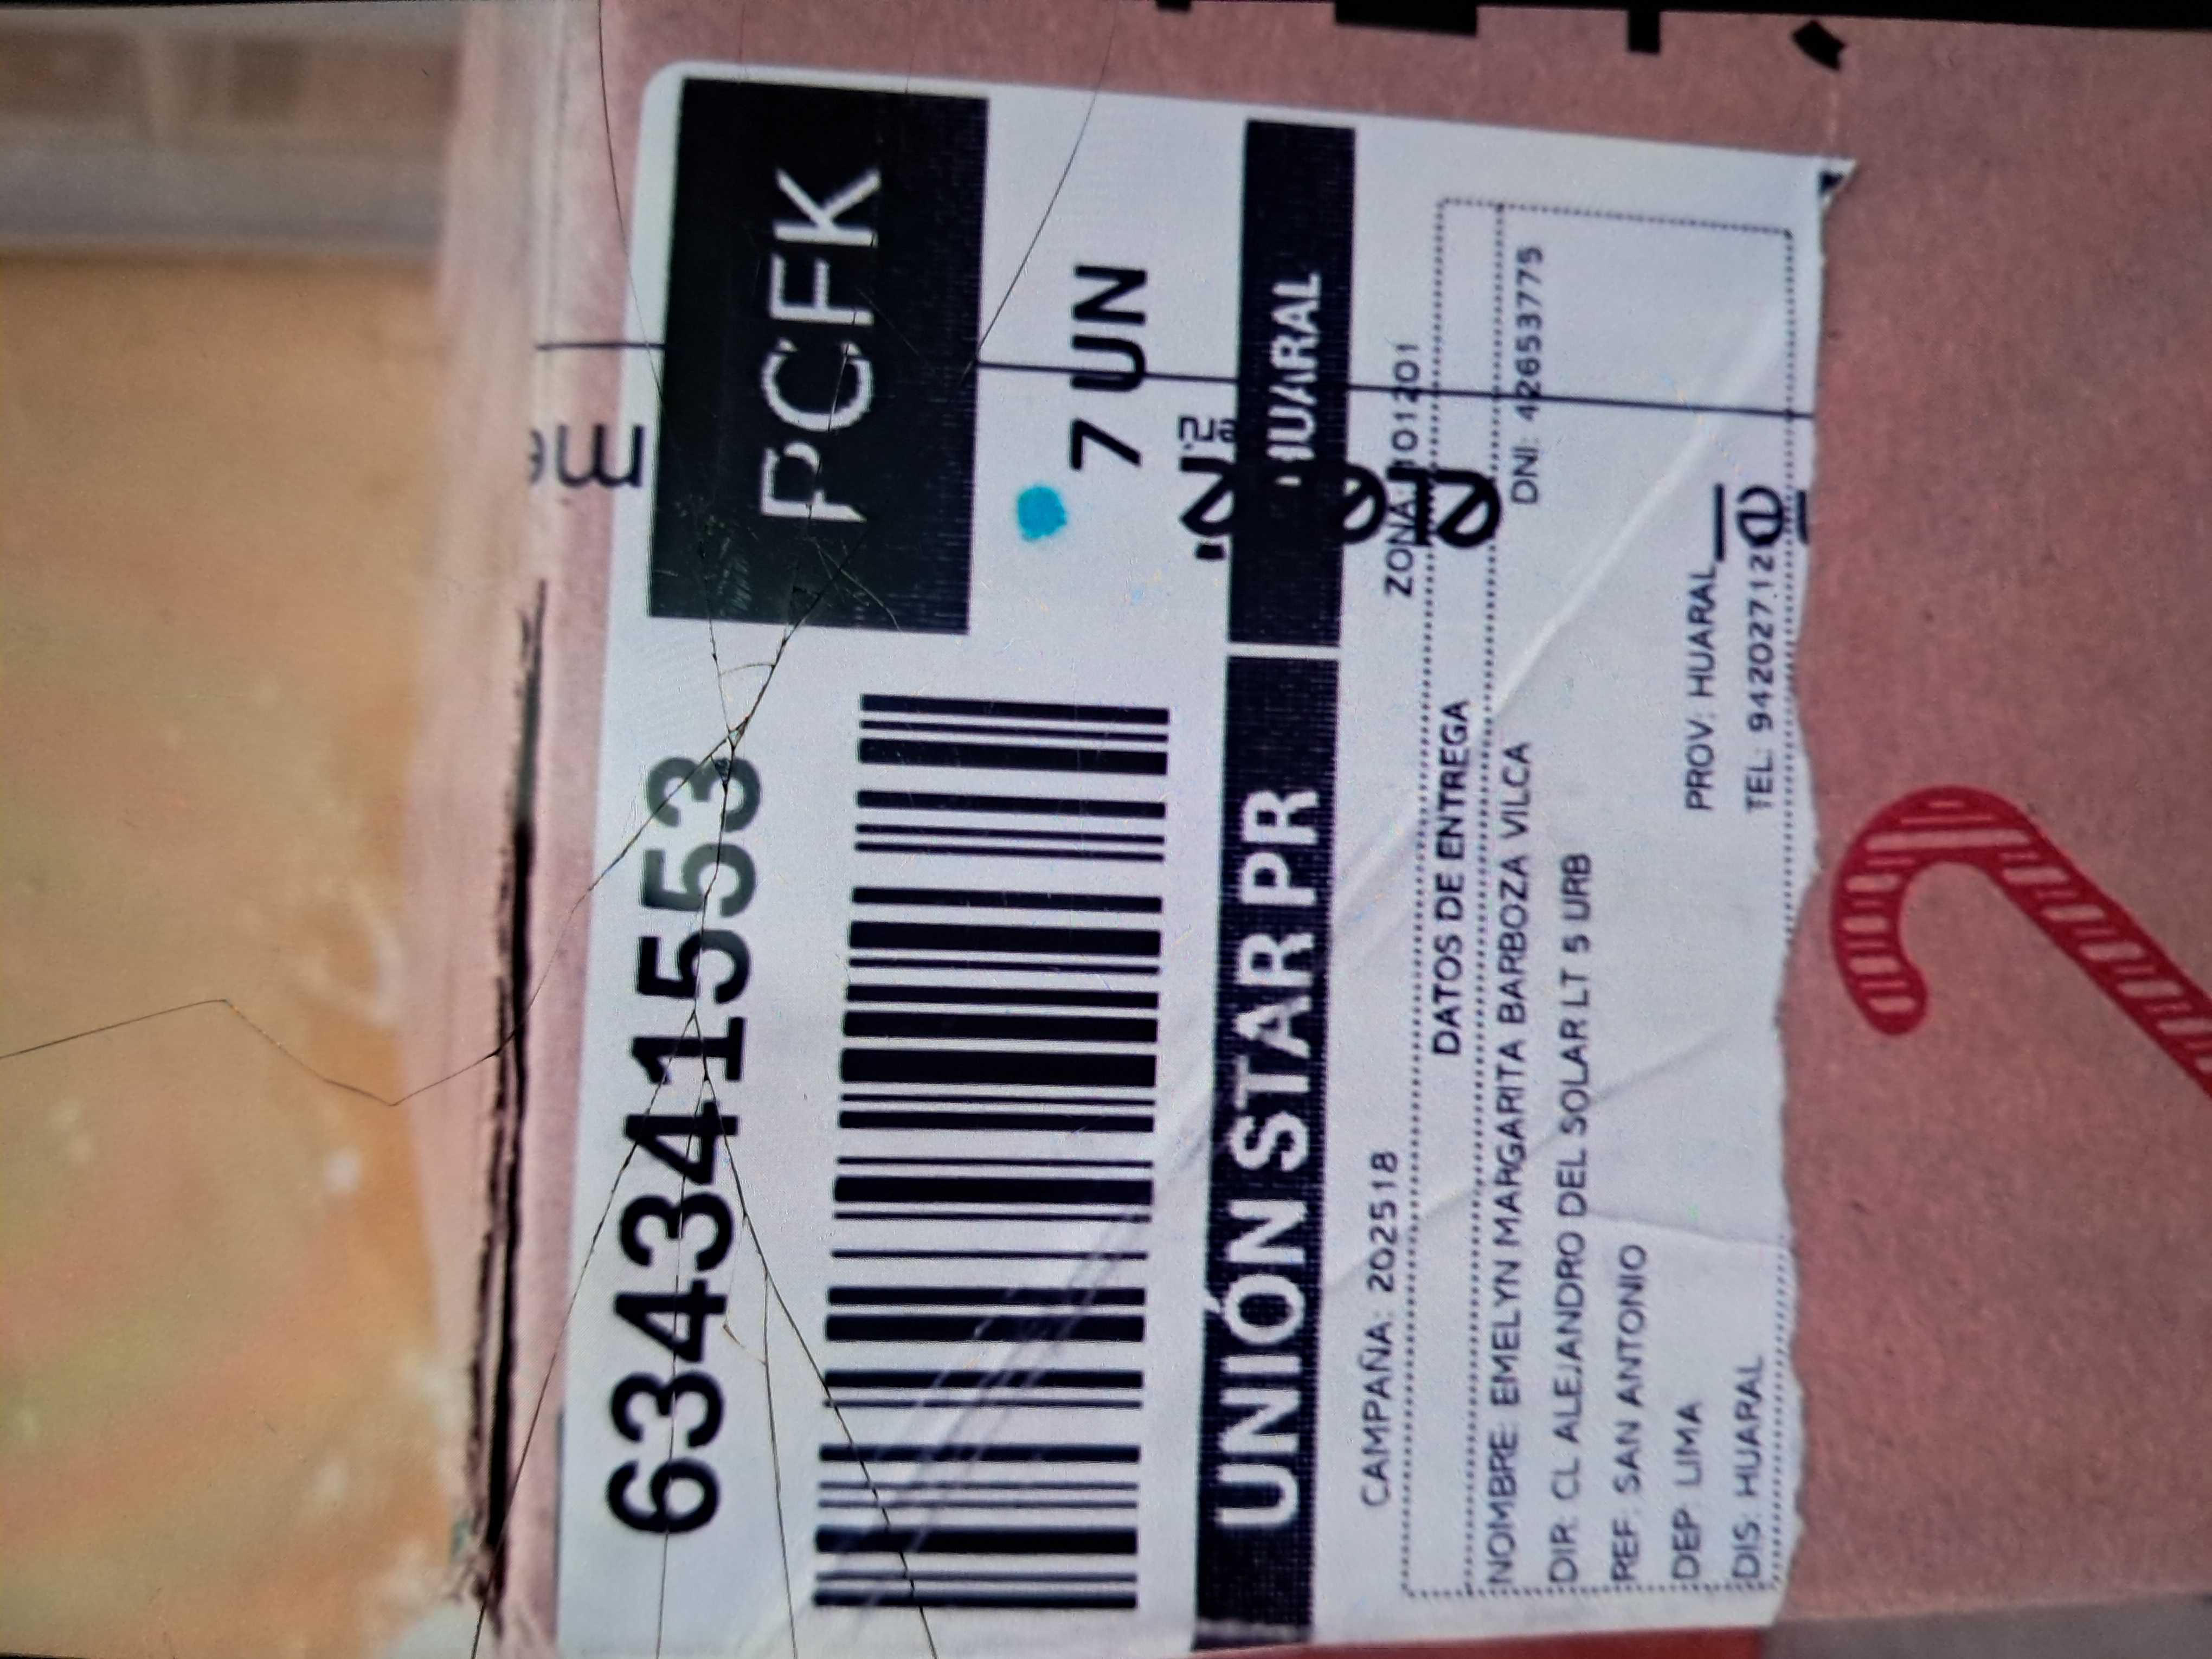 6343441553
PCFK
7 UN
UNIÓN STAR PR
HUARAL
CAMPAÑA: 202518
ZONA: 101201
DATOS DE ENTREGA
NOMBRE: EMELYN MARGARITA BARBOZA VILCA
DNI: 42653775
DIR: CL ALEJANDRO DEL SOLAR LT 5 URB
REF: SAN ANTONIO
DEP: LIMA
PROV: HUARAL
DIS: HUARAL
TEL: